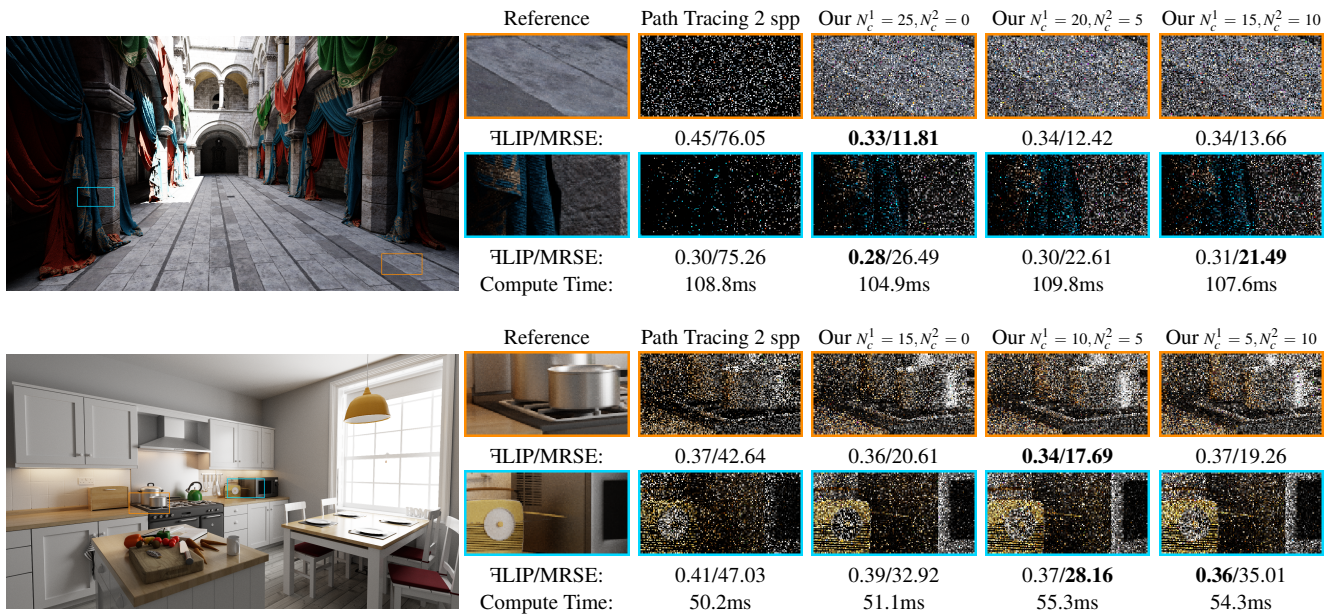 Reference Path Tracing 2 spp Our N_c^1 = 25, N_c^2 = 0 Our N_c^1 = 20, N_c^2 = 5 Our N_c^1 = 15, N_c^2 = 10
ꟻLIP/MRSE: 0.45/76.05 0.33/11.81 0.34/12.42 0.34/13.66
ꟻLIP/MRSE: 0.30/75.26 0.28/26.49 0.30/22.61 0.31/21.49
Compute Time: 108.8ms 104.9ms 109.8ms 107.6ms
Reference Path Tracing 2 spp Our N_c^1 = 15, N_c^2 = 0 Our N_c^1 = 10, N_c^2 = 5 Our N_c^1 = 5, N_c^2 = 10
ꟻLIP/MRSE: 0.37/42.64 0.36/20.61 0.34/17.69 0.37/19.26
ꟻLIP/MRSE: 0.41/47.03 0.39/32.92 0.37/28.16 0.36/35.01
Compute Time: 50.2ms 51.1ms 55.3ms 54.3ms